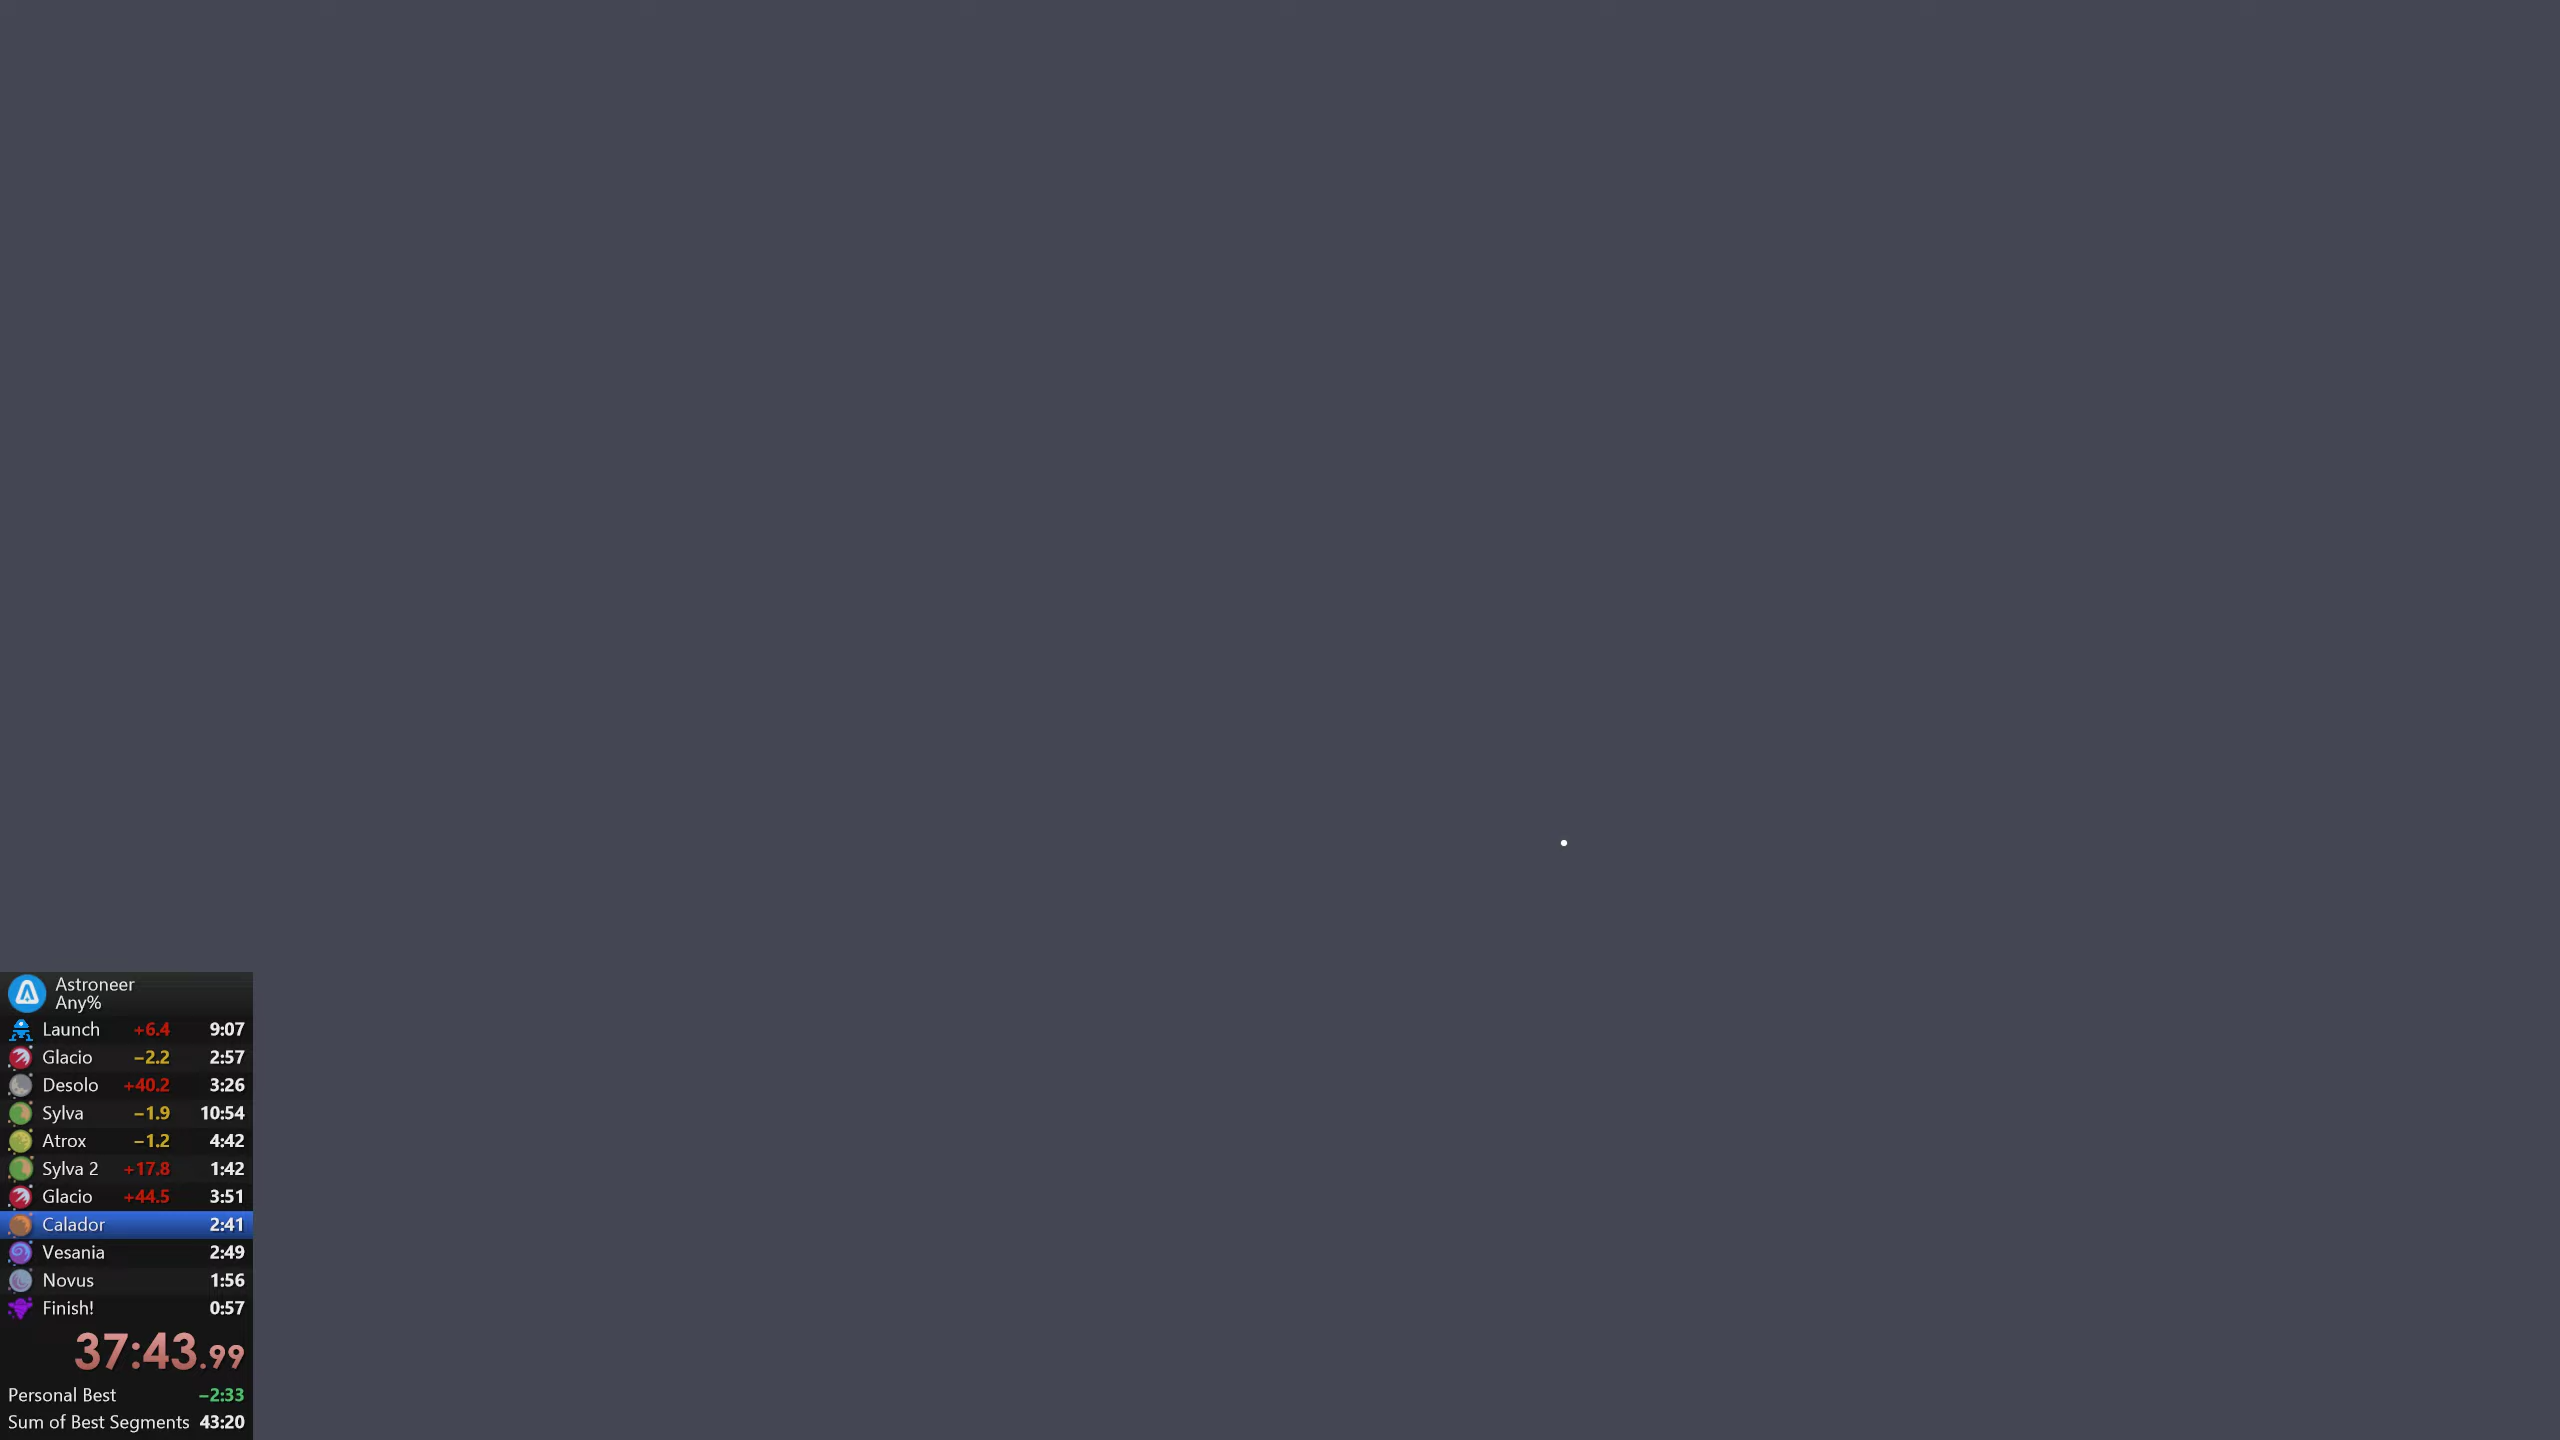 Astroneer
Any%
Launch +6.4 9:07
Glacio −2.2 2:57
Desolo +40.2 3:26
Sylva −1.9 10:54
Atrox −1.2 4:42
Sylva 2 +17.8 1:42
Glacio +44.5 3:51
Calador 2:41
Vesania 2:49
Novus 1:56
Finish! 0:57
37:43.99
Personal Best −2:33
Sum of Best Segments 43:20